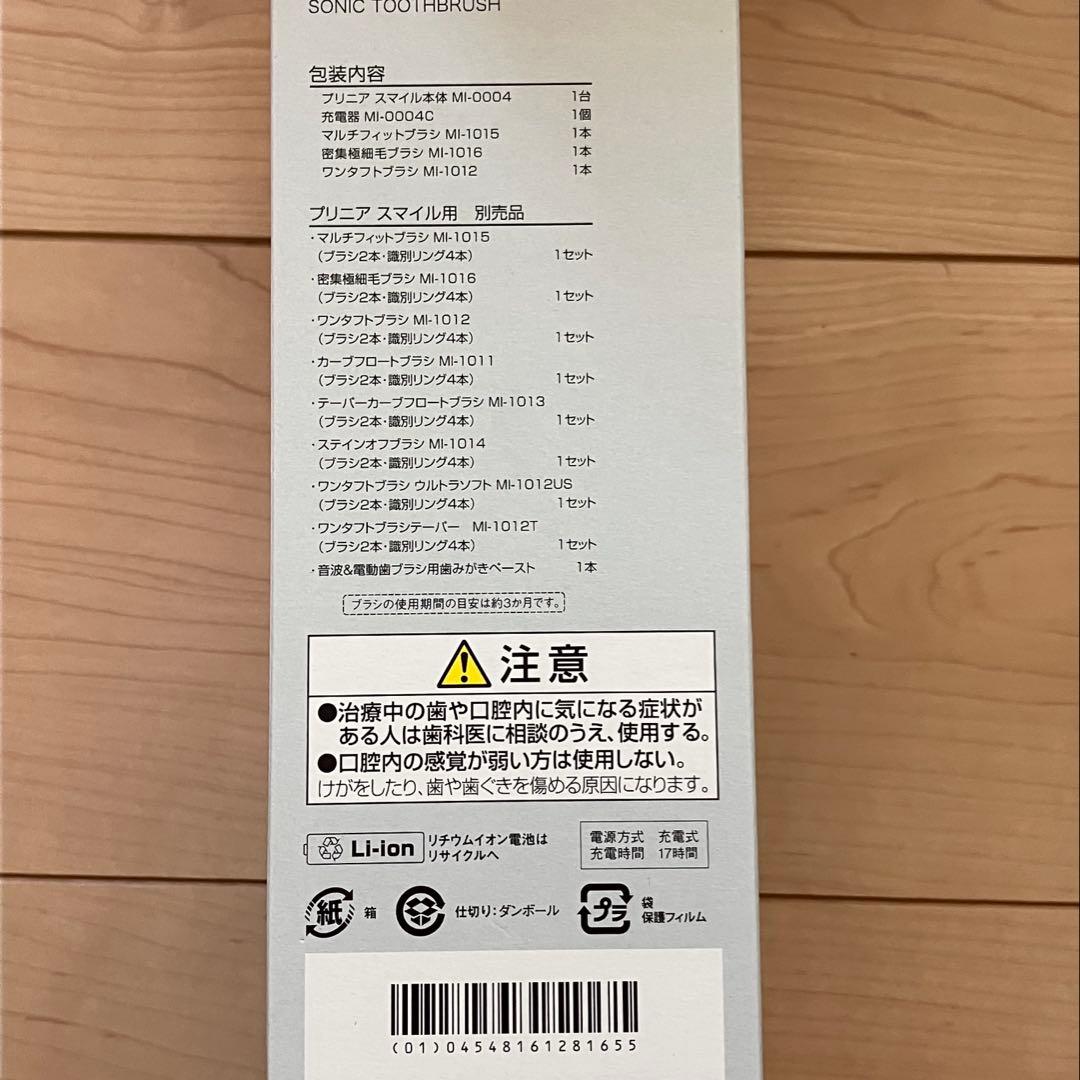 SONIC TOOTHBRUSH
包装内容
プリニア スマイル本体 MI-0004 1台
充電器 MI-0004C 1個
マルチフィットブラシ MI-1015 1本
密集極細毛ブラシ MI-1016 1本
ワンタフトブラシ MI-1012 1本
プリニア スマイル用 別売品
・マルチフィットブラシ MI-1015
(ブラシ2本・識別リング4本) 1セット
・密集極細毛ブラシ MI-1016
(ブラシ2本・識別リング4本) 1セット
・ワンタフトブラシ MI-1012
(ブラシ2本・識別リング4本) 1セット
・カーブフロートブラシ MI-1011
(ブラシ2本・識別リング4本) 1セット
・テーパーカーブフロートブラシ MI-1013
(ブラシ2本・識別リング4本) 1セット
・ステインオフブラシ MI-1014
(ブラシ2本・識別リング4本) 1セット
・ワンタフトブラシ ウルトラソフト MI-1012US
(ブラシ2本・識別リング4本) 1セット
・ワンタフトブラシテーパー MI-1012T
(ブラシ2本・識別リング4本) 1セット
・音波&電動歯ブラシ用歯みがきペースト 1本
ブラシの使用期間の目安は約3か月です。
注意
●治療中の歯や口腔内に気になる症状が
ある人は歯科医に相談のうえ、使用する。
●口腔内の感覚が弱い方は使用しない。
けがをしたり、歯や歯ぐきを傷める原因になります。
Li-ion
リチウムイオン電池は
リサイクルへ
電源方式 充電式
充電時間 17時間
紙 箱
仕切り:ダンボール
プラ
袋
保護フィルム
(01)04548161281655